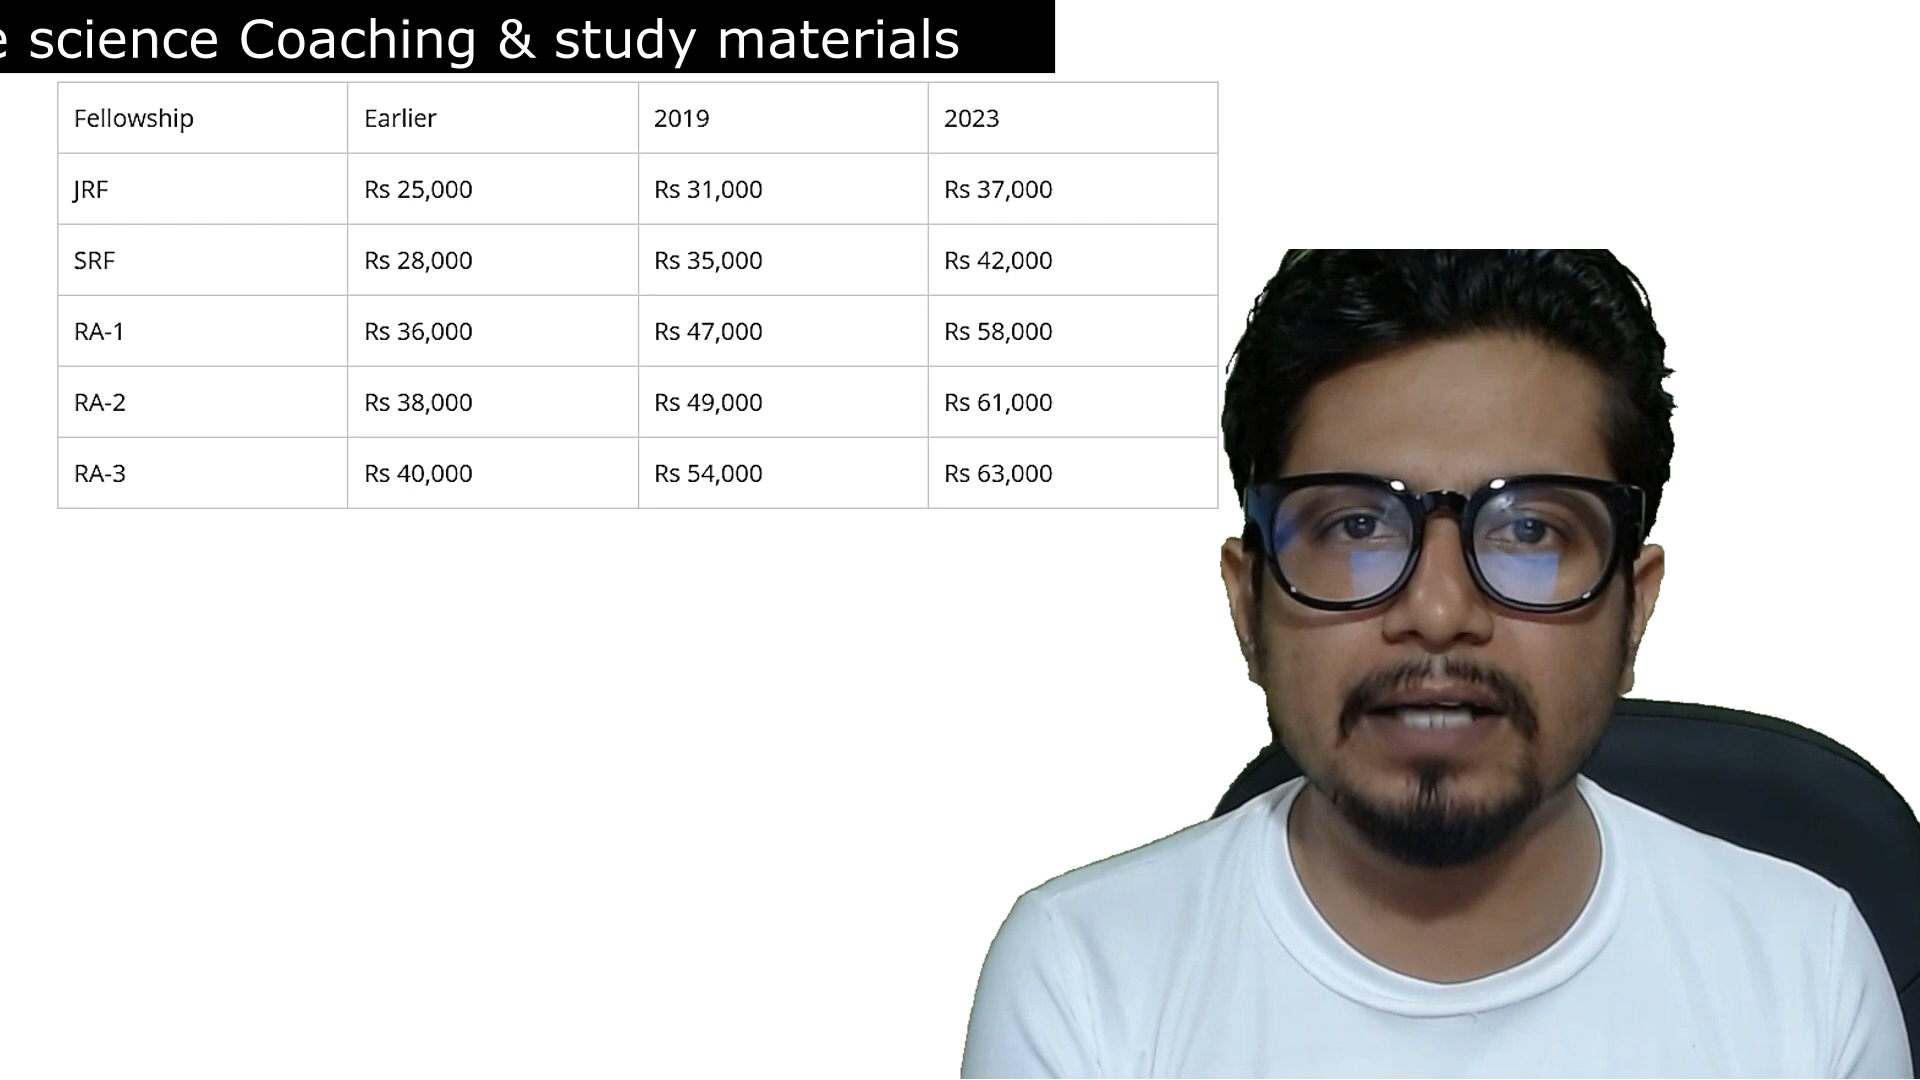 e science Coaching & study materials
Fellowship Earlier 2019 2023
JRF Rs 25,000 Rs 31,000 Rs 37,000
SRF Rs 28,000 Rs 35,000 Rs 42,000
RA-1 Rs 36,000 Rs 47,000 Rs 58,000
RA-2 Rs 38,000 Rs 49,000 Rs 61,000
RA-3 Rs 40,000 Rs 54,000 Rs 63,000